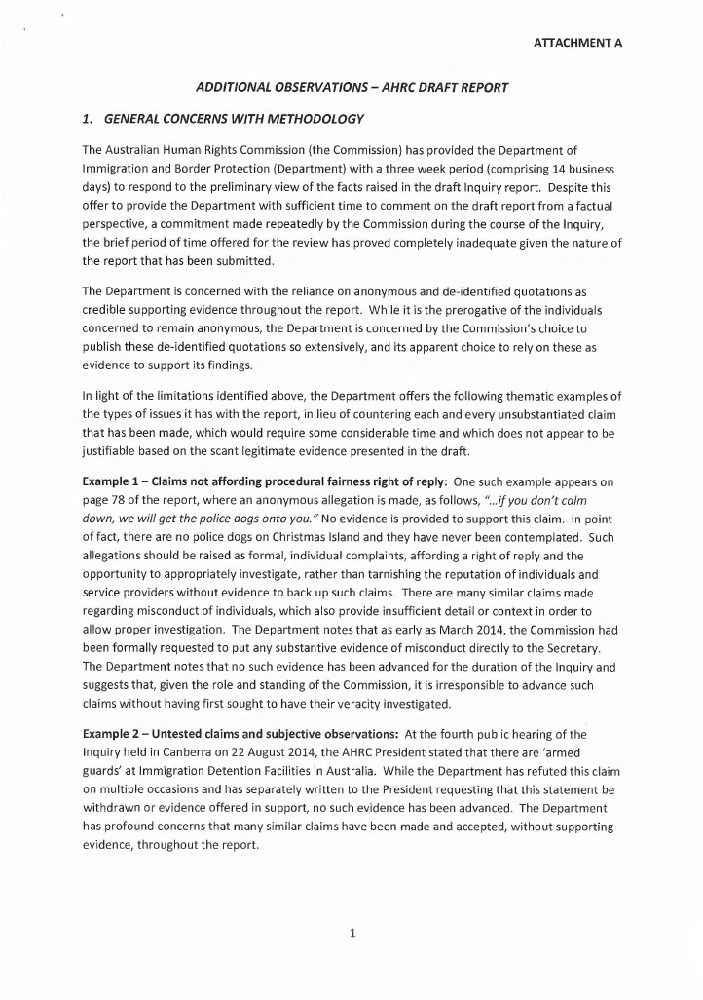 ATTACHMENT A
ADDITIONAL OBSERVATIONS – AHRC DRAFT REPORT
1. GENERAL CONCERNS WITH METHODOLOGY
The Australian Human Rights Commission (the Commission) has provided the Department of
Immigration and Border Protection (Department) with a three week period (comprising 14 business
days) to respond to the preliminary view of the facts raised in the draft Inquiry report. Despite this
offer to provide the Department with sufficient time to comment on the draft report from a factual
perspective, a commitment made repeatedly by the Commission during the course of the Inquiry,
the brief period of time offered for the review has proved completely inadequate given the nature of
the report that has been submitted.
The Department is concerned with the reliance on anonymous and de-identified quotations as
credible supporting evidence throughout the report. While it is the prerogative of the individuals
concerned to remain anonymous, the Department is concerned by the Commission's choice to
publish these de-identified quotations so extensively, and its apparent choice to rely on these as
evidence to support its findings.
In light of the limitations identified above, the Department offers the following thematic examples of
the types of issues it has with the report, in lieu of countering each and every unsubstantiated claim
that has been made, which would require some considerable time and which does not appear to be
justifiable based on the scant legitimate evidence presented in the draft.
Example 1 – Claims not affording procedural fairness right of reply: One such example appears on
page 78 of the report, where an anonymous allegation is made, as follows, "...if you don't calm
down, we will get the police dogs onto you." No evidence is provided to support this claim. In point
of fact, there are no police dogs on Christmas Island and they have never been contemplated. Such
allegations should be raised as formal, individual complaints, affording a right of reply and the
opportunity to appropriately investigate, rather than tarnishing the reputation of individuals and
service providers without evidence to back up such claims. There are many similar claims made
regarding misconduct of individuals, which also provide insufficient detail or context in order to
allow proper investigation. The Department notes that as early as March 2014, the Commission had
been formally requested to put any substantive evidence of misconduct directly to the Secretary.
The Department notes that no such evidence has been advanced for the duration of the Inquiry and
suggests that, given the role and standing of the Commission, it is irresponsible to advance such
claims without having first sought to have their veracity investigated.
Example 2 – Untested claims and subjective observations: At the fourth public hearing of the
Inquiry held in Canberra on 22 August 2014, the AHRC President stated that there are 'armed
guards' at Immigration Detention Facilities in Australia. While the Department has refuted this claim
on multiple occasions and has separately written to the President requesting that this statement be
withdrawn or evidence offered in support, no such evidence has been advanced. The Department
has profound concerns that many similar claims have been made and accepted, without supporting
evidence, throughout the report.
1